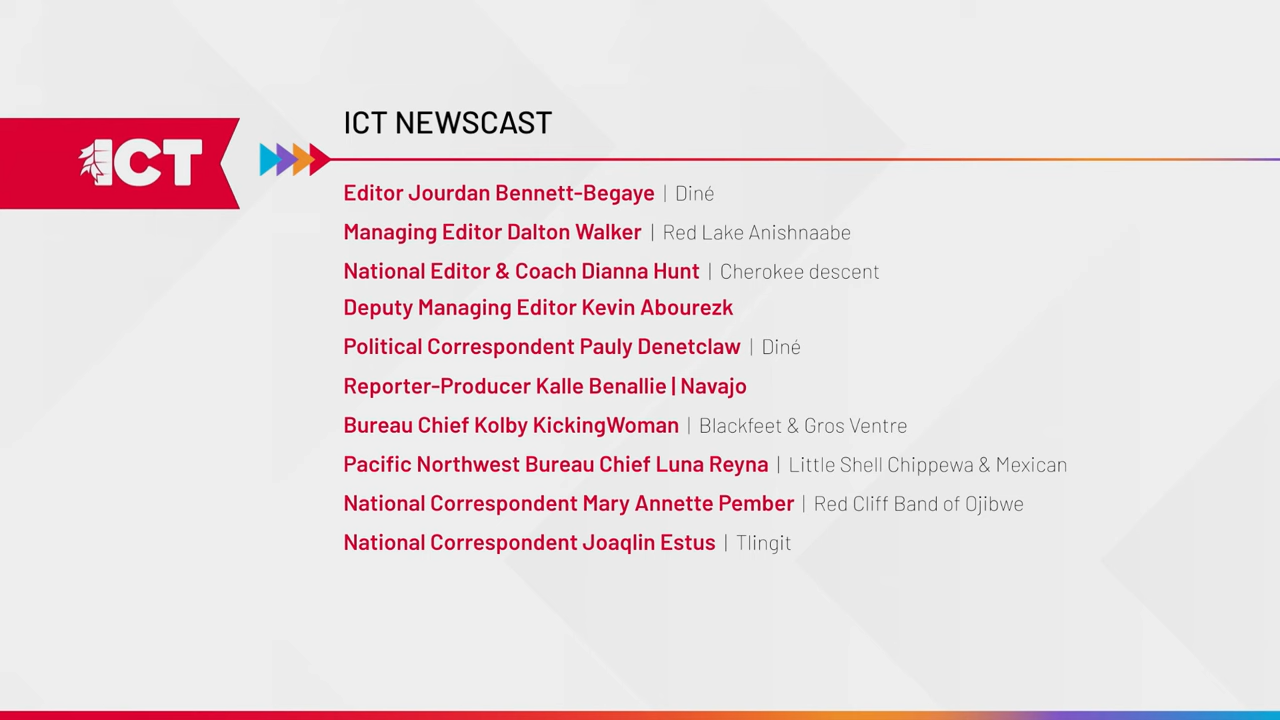 ICT NEWSCAST
ICT
Editor Jourdan Bennett-Begaye | Diné
Managing Editor Dalton Walker | Red Lake Anishnaabe
National Editor & Coach Dianna Hunt | Cherokee descent
Deputy Managing Editor Kevin Abourezk
Political Correspondent Pauly Denetclaw | Diné
Reporter-Producer Kalle Benallie | Navajo
Bureau Chief Kolby KickingWoman | Blackfeet & Gros Ventre
Pacific Northwest Bureau Chief Luna Reyna | Little Shell Chippewa & Mexican
National Correspondent Mary Annette Pember | Red Cliff Band of Ojibwe
National Correspondent Joaqlin Estus | Tlingit